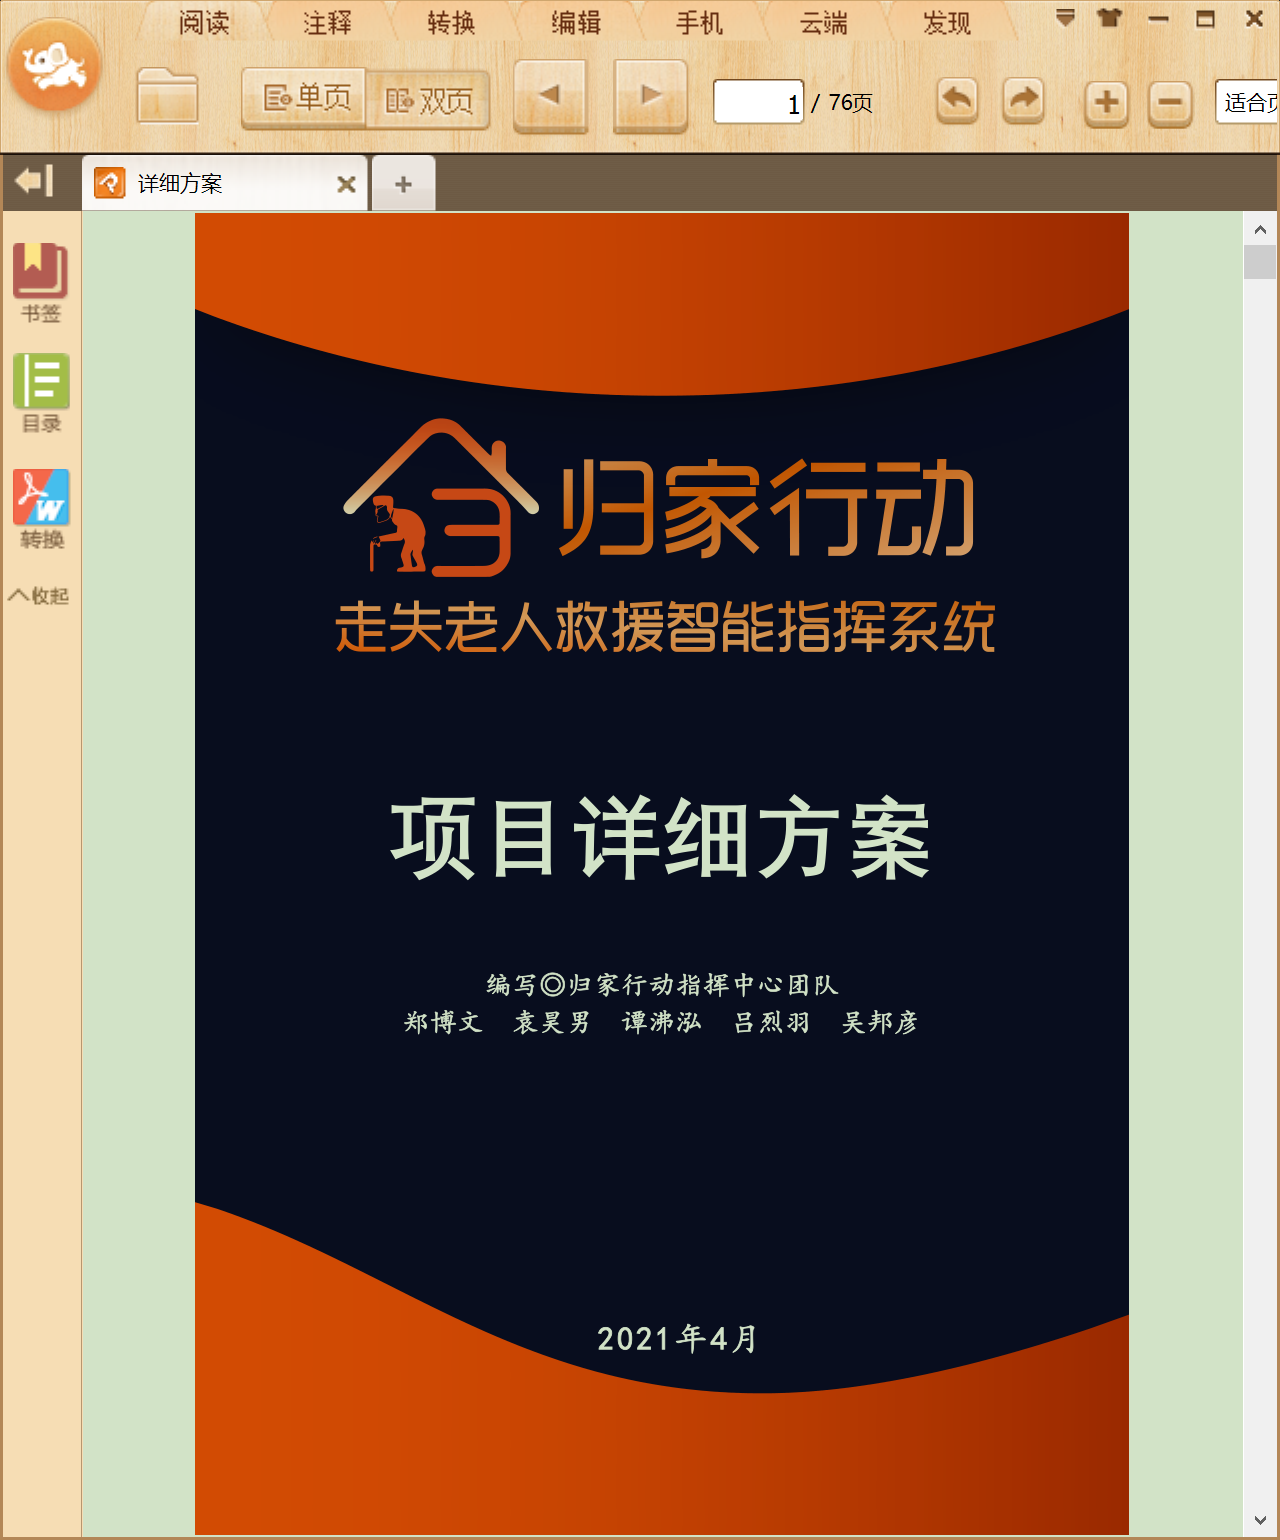 阅读 注释 转换 编辑 手机 云端 发现
单页 双页 1 / 76页 适合页
详细方案
书签
目录
转换
收起
归家行动
走失老人救援智能指挥系统
项目详细方案
编写◎归家行动指挥中心团队
郑博文 袁昊男 谭沸泓 吕烈羽 吴邦彦
2021年4月